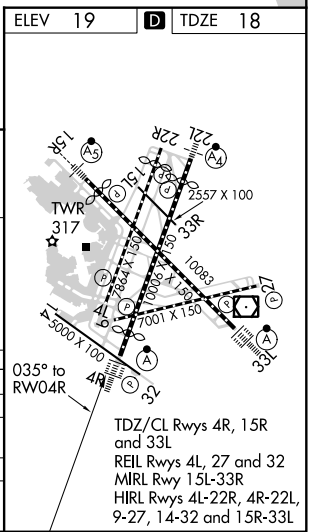 ELEV 19 D TDZE 18
15R
A5
22R
22L
A4
15L
2557 X 100
33R
TWR
317
P
P
P
7864 X 150
10006 X 150
10083
X 150
27
P
P
P
P
4L
9
7001 X 150
14
5000 X 100
A
A
33L
035° to
RW04R
4R
P
32
TDZ/CL Rwys 4R, 15R
and 33L
REIL Rwys 4L, 27 and 32
MIRL Rwy 15L-33R
HIRL Rwys 4L-22R, 4R-22L,
9-27, 14-32 and 15R-33L